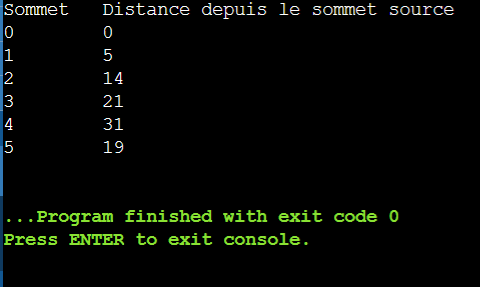 Sommet   Distance depuis le sommet source
0        0
1        5
2        14
3        21
4        31
5        19
...Program finished with exit code 0
Press ENTER to exit console.